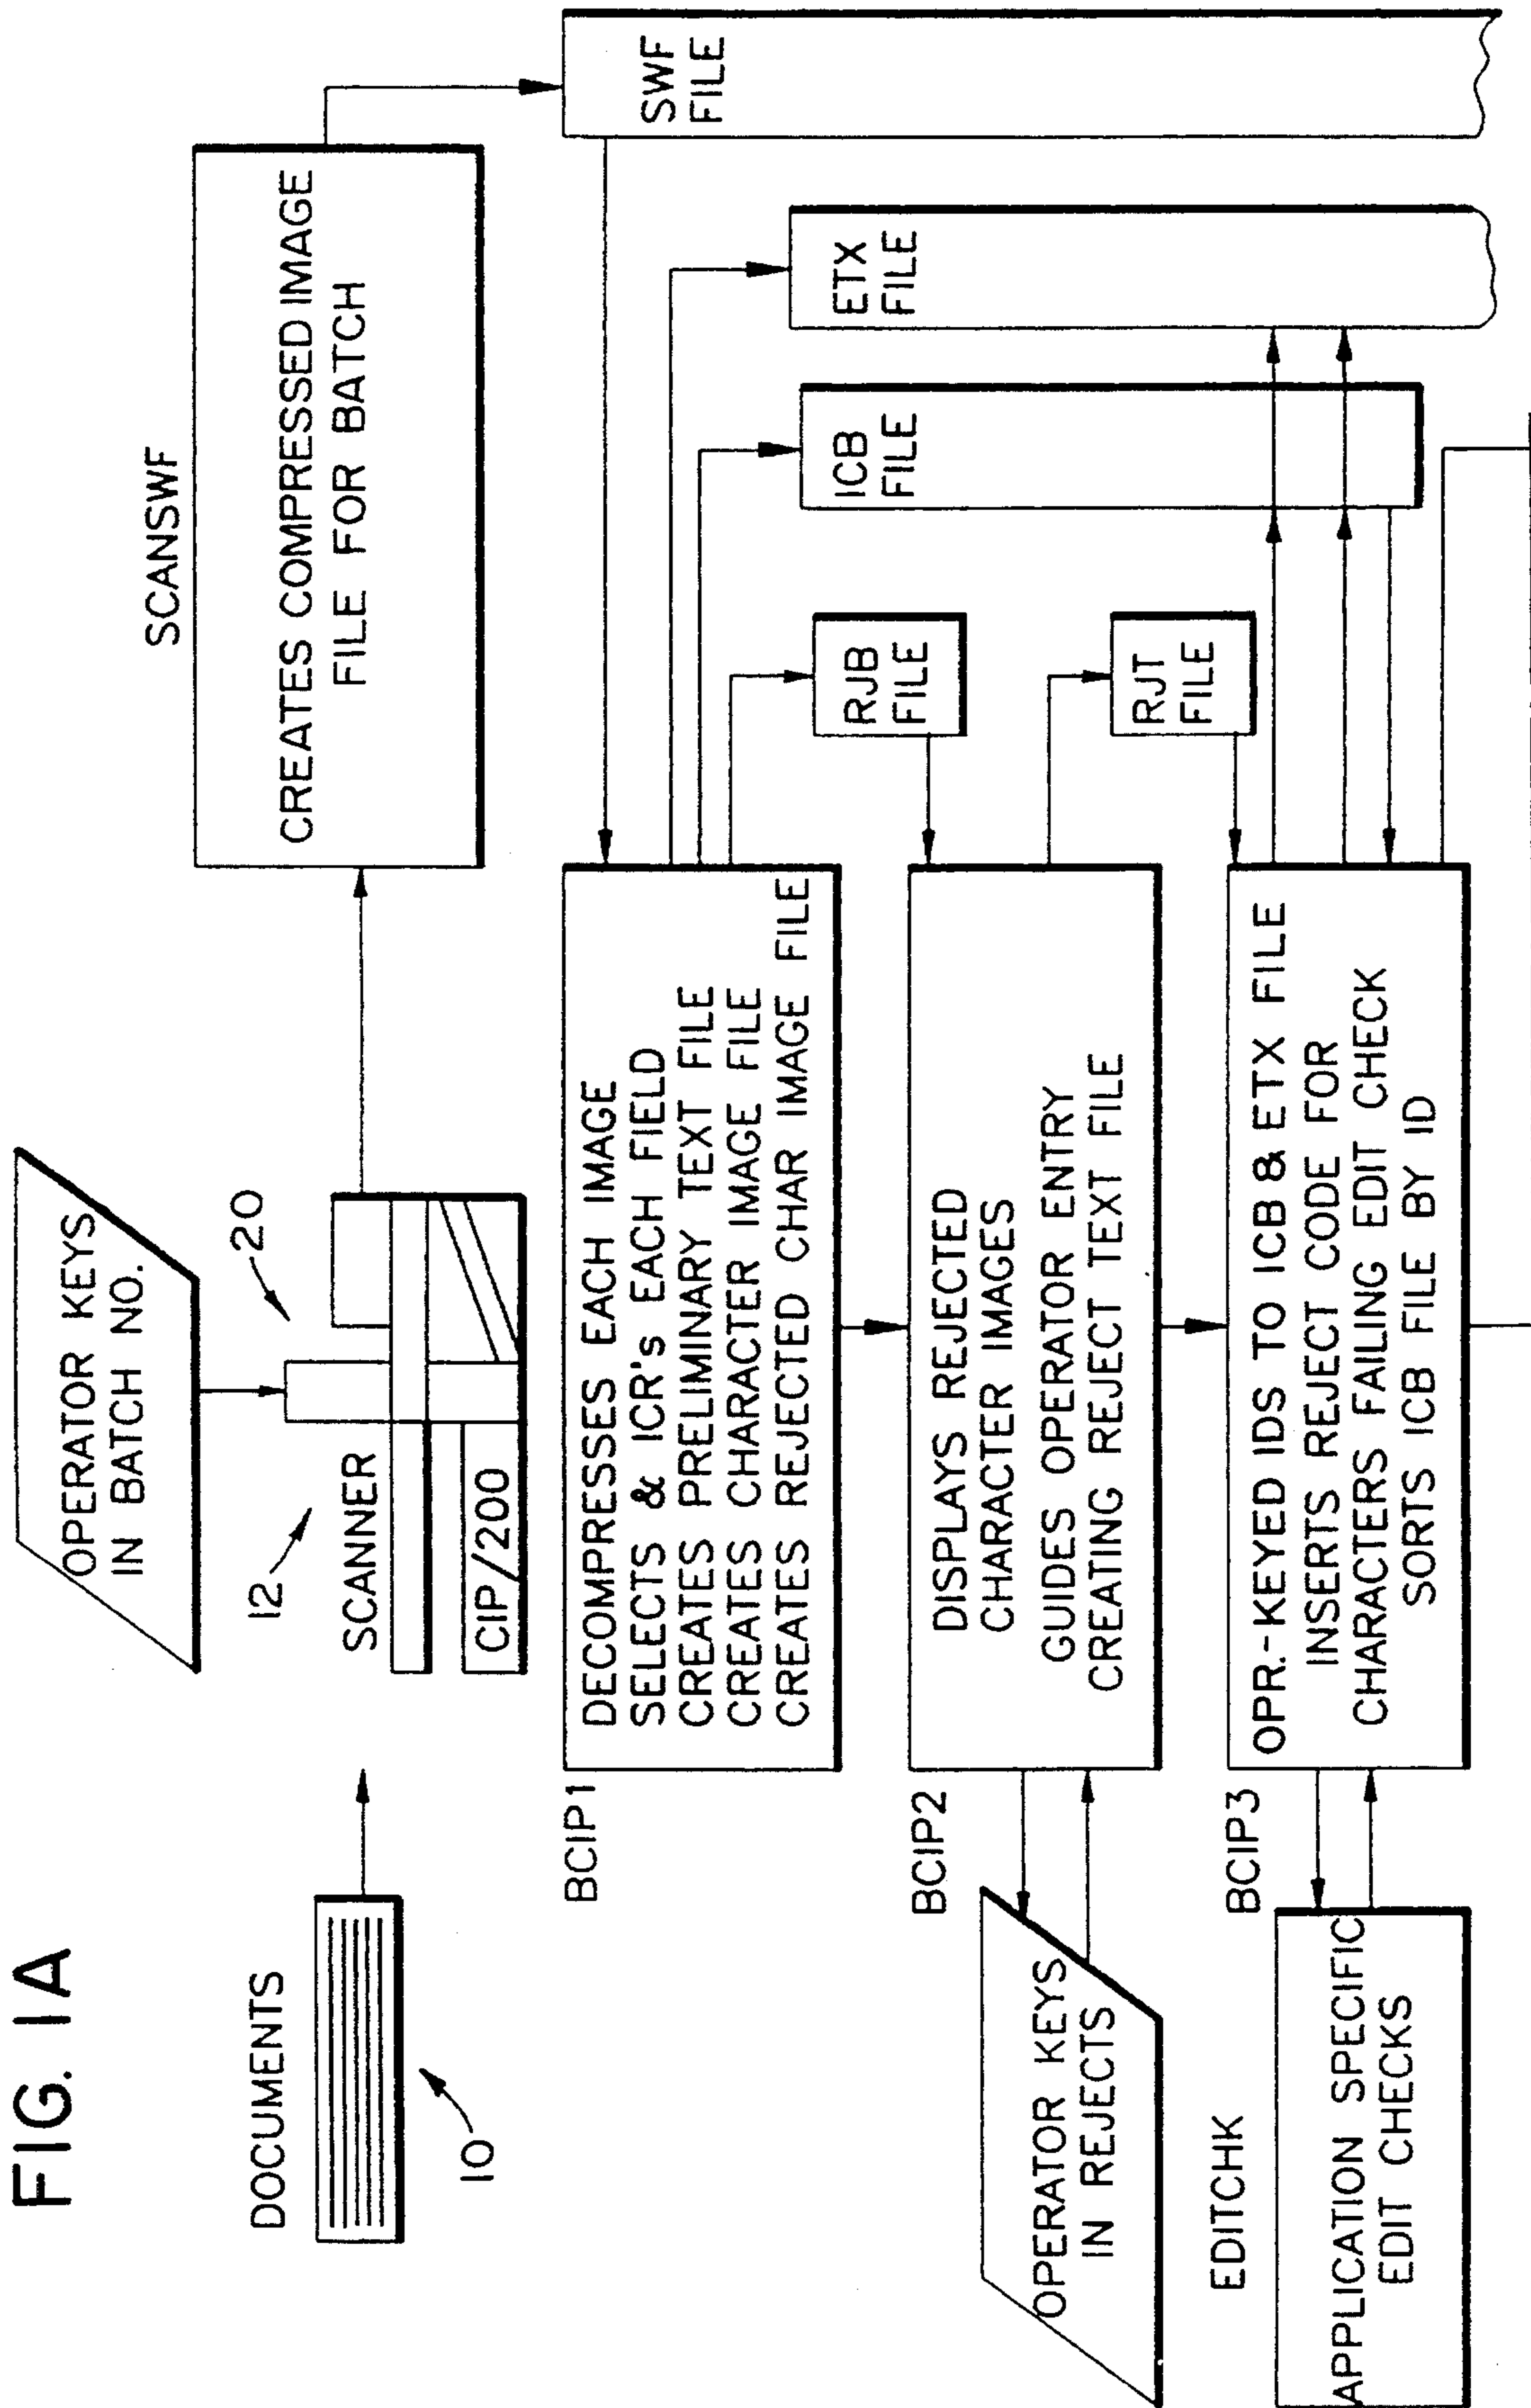 FIG. 1A
DOCUMENTS
10
OPERATOR KEYS
IN BATCH NO.
12
20
SCANNER
CIP/200
SCANSWF
CREATES COMPRESSED IMAGE
FILE FOR BATCH
SWF
FILE
BCIP1
DECOMPRESSES EACH IMAGE
SELECTS & ICR's EACH FIELD
CREATES PRELIMINARY TEXT FILE
CREATES CHARACTER IMAGE FILE
CREATES REJECTED CHAR IMAGE FILE
ETX
FILE
ICB
FILE
RJB
FILE
BCIP2
DISPLAYS REJECTED
CHARACTER IMAGES
GUIDES OPERATOR ENTRY
CREATING REJECT TEXT FILE
OPERATOR KEYS
IN REJECTS
RJT
FILE
BCIP3
OPR.-KEYED IDS TO ICB & ETX FILE
INSERTS REJECT CODE FOR
CHARACTERS FAILING EDIT CHECK
SORTS ICB FILE BY ID
EDITCHK
APPLICATION SPECIFIC
EDIT CHECKS